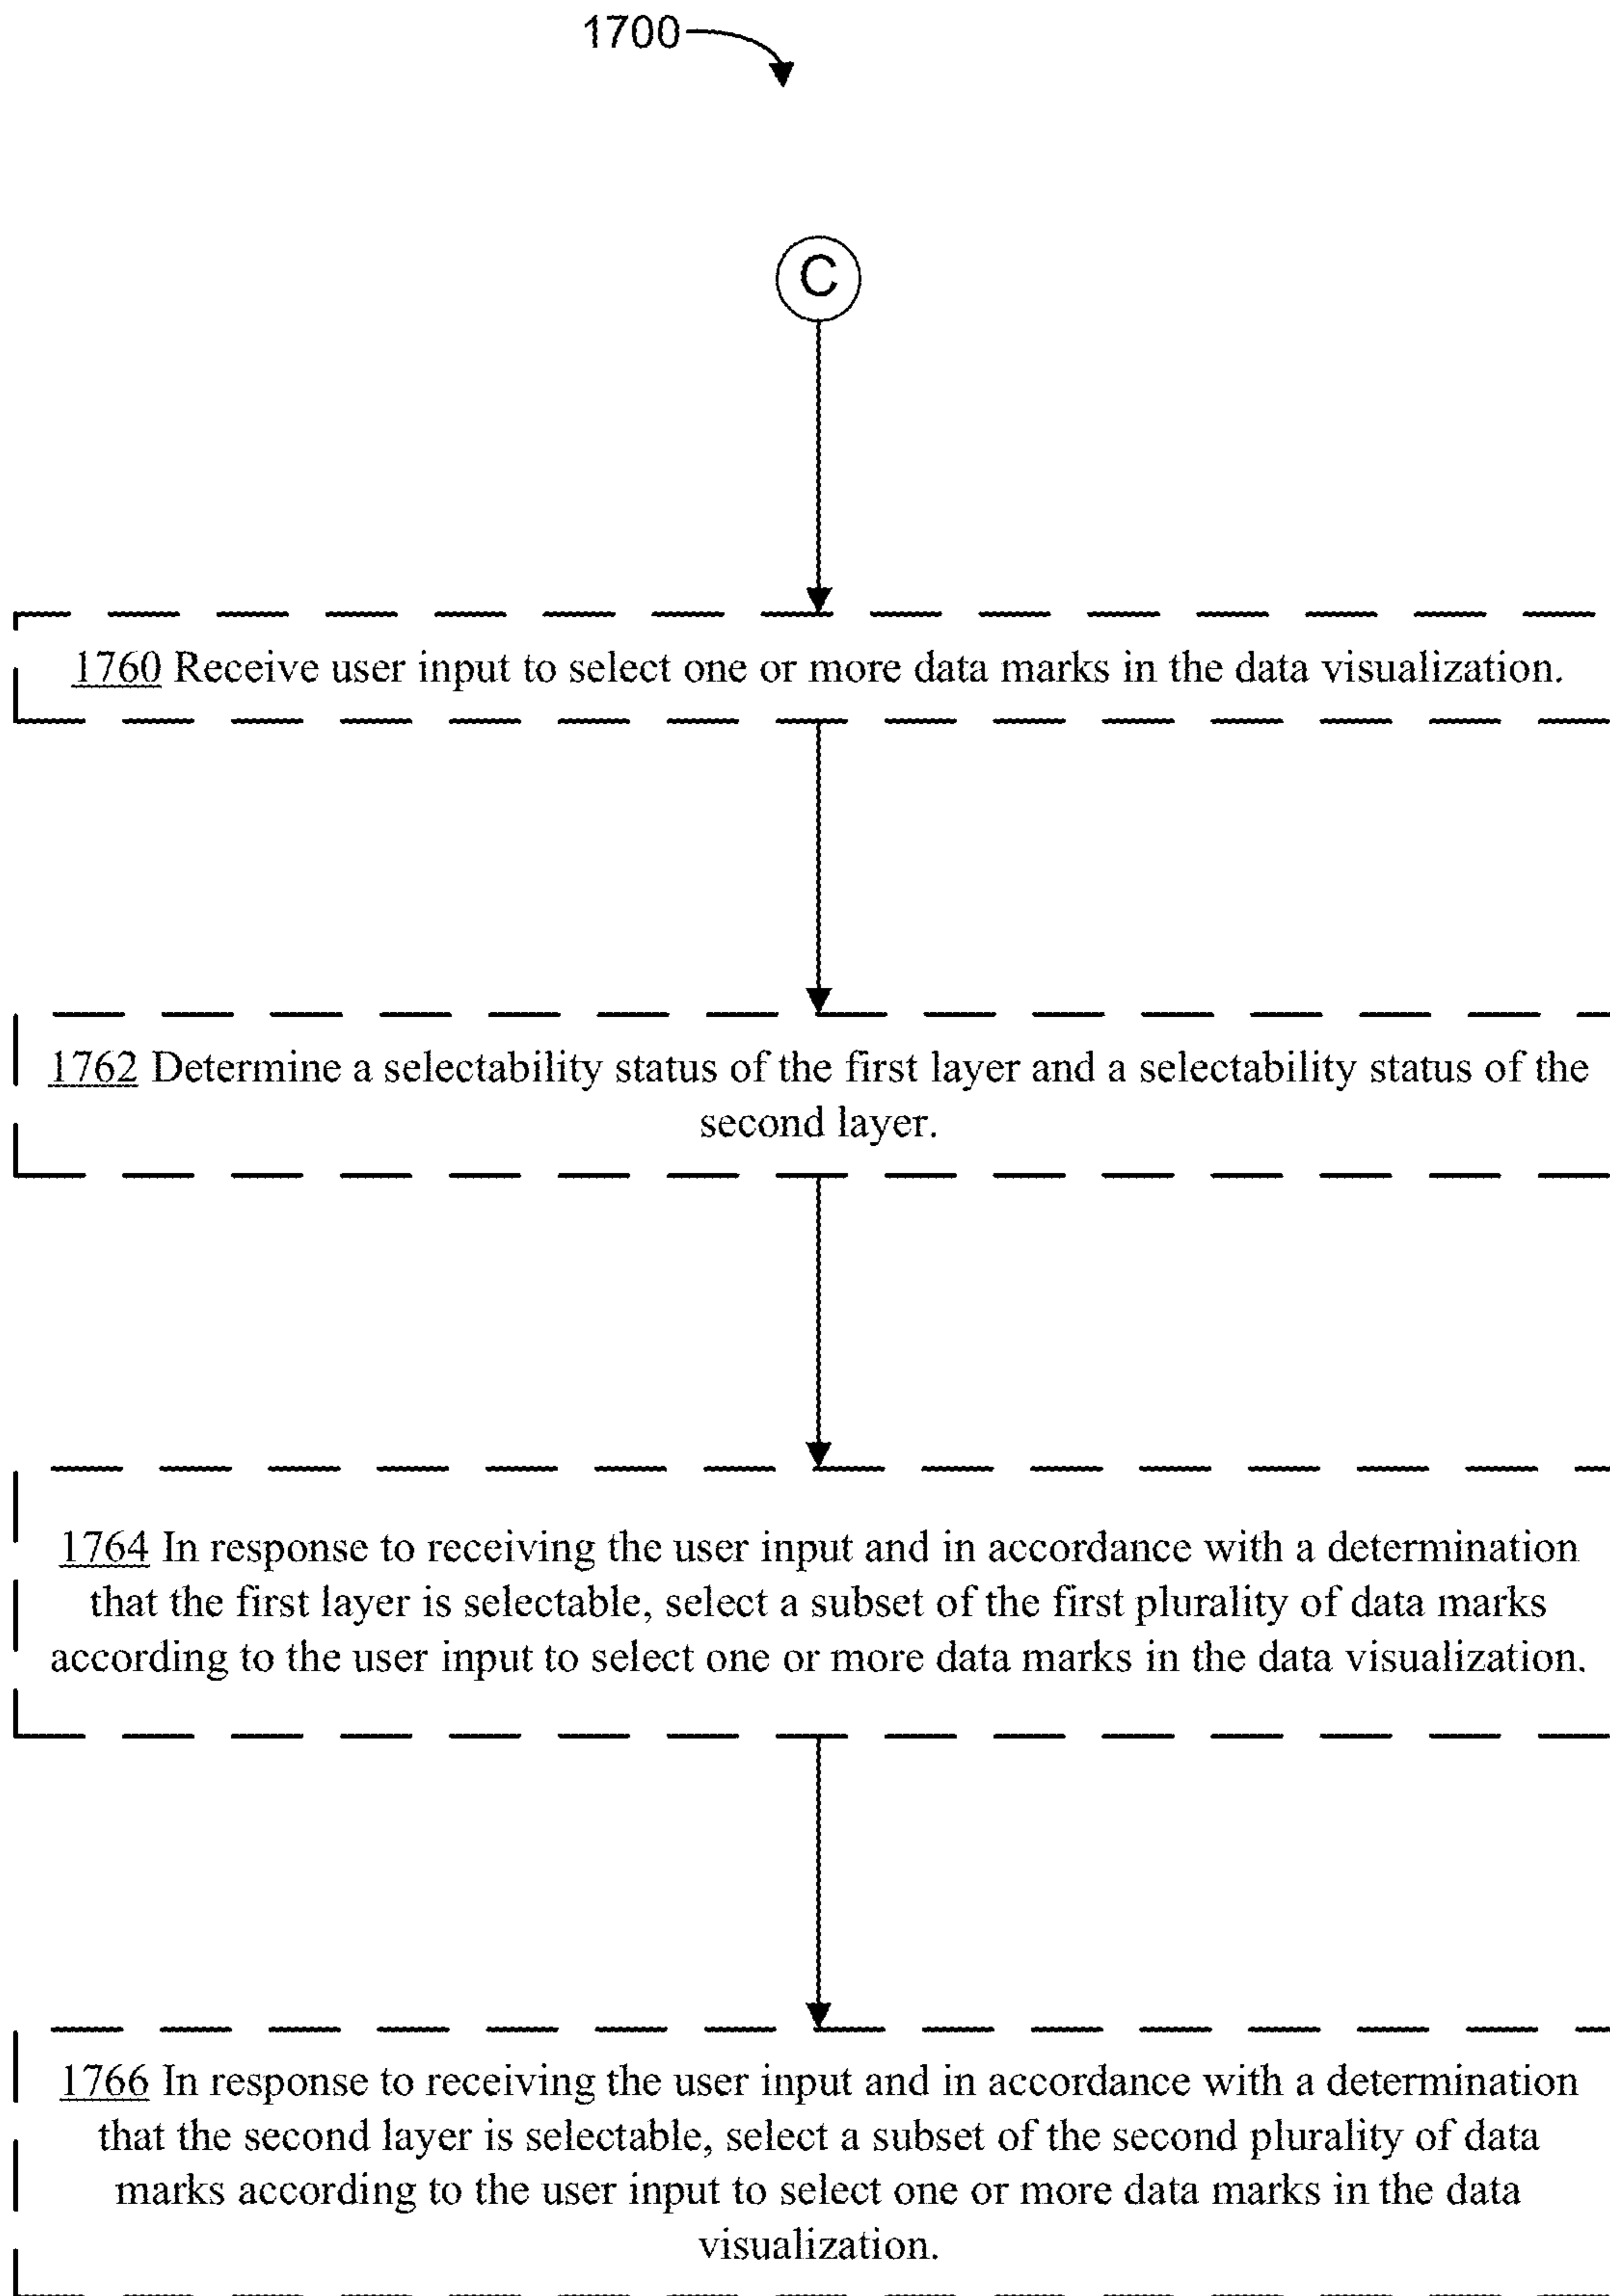 1700
C
1760 Receive user input to select one or more data marks in the data visualization.
1762 Determine a selectability status of the first layer and a selectability status of the
second layer.
1764 In response to receiving the user input and in accordance with a determination
that the first layer is selectable, select a subset of the first plurality of data marks
according to the user input to select one or more data marks in the data visualization.
1766 In response to receiving the user input and in accordance with a determination
that the second layer is selectable, select a subset of the second plurality of data
marks according to the user input to select one or more data marks in the data
visualization.